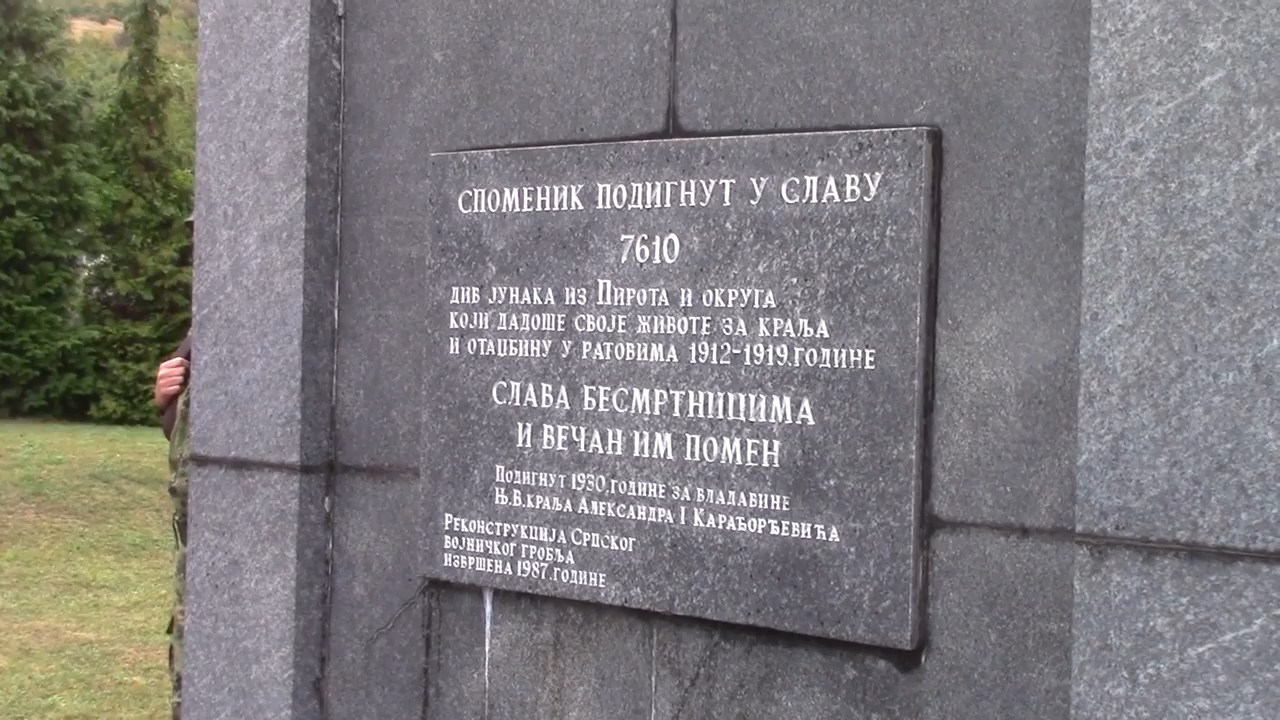 СПОМЕНИК ПОДИГНУТ У СЛАВУ
7610
ДИВ ЈУНАКА ИЗ ПИРОТА И ОКРУГА
КОЈИ ДАДОШЕ СВОЈЕ ЖИВОТЕ ЗА КРАЉА
И ОТАЏБИНУ У РАТОВИМА 1912-1919.ГОДИНЕ
СЛАВА БЕСМРТНИЦИМА
И ВЕЧАН ИМ ПОМЕН
ПОДИГНУТ 1930.ГОДИНЕ ЗА ВЛАДАВИНЕ
Њ.В.КРАЉА АЛЕКСАНДРА I КАРАЂОРЂЕВИЋА
РЕКОНСТРУКЦИЈА СРПСКОГ
ВОЈНИЧКОГ ГРОБЉА
ИЗВРШЕНА 1987.ГОДИНЕ